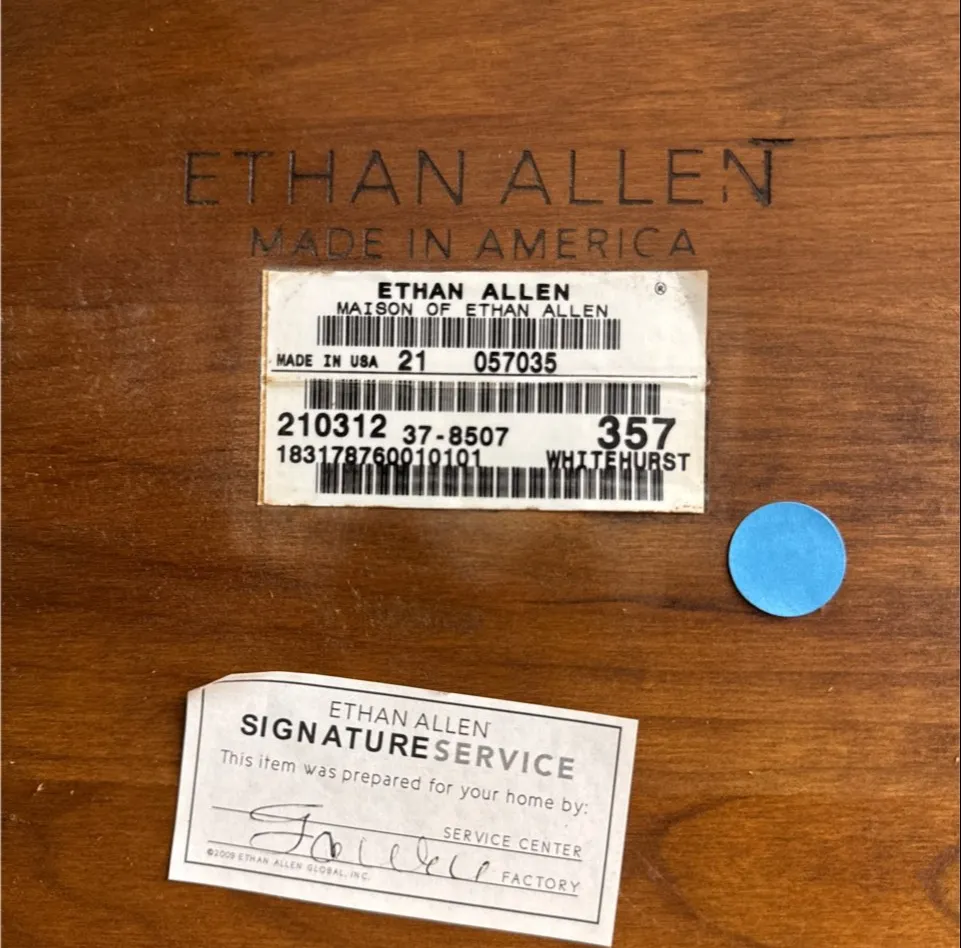 ETHAN ALLEN
MADE IN AMERICA
ETHAN ALLEN ®
MAISON OF ETHAN ALLEN
MADE IN USA 21 057035
210312 37-8507 357
183178760010101 WHITEHURST
ETHAN ALLEN
SIGNATURESERVICE
This item was prepared for your home by:
SERVICE CENTER
FACTORY
©2009 ETHAN ALLEN GLOBAL, INC.